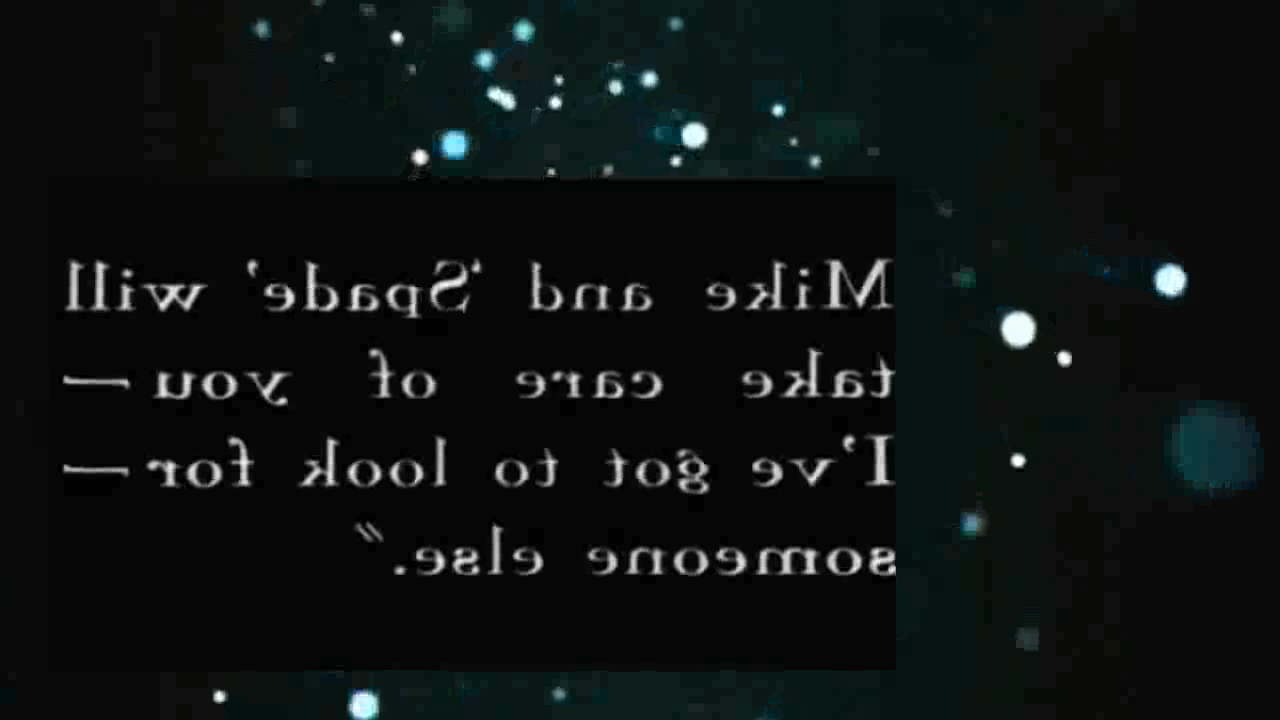 Mike and 'Spade' will
take care of you —
I've got to look for —
someone else."